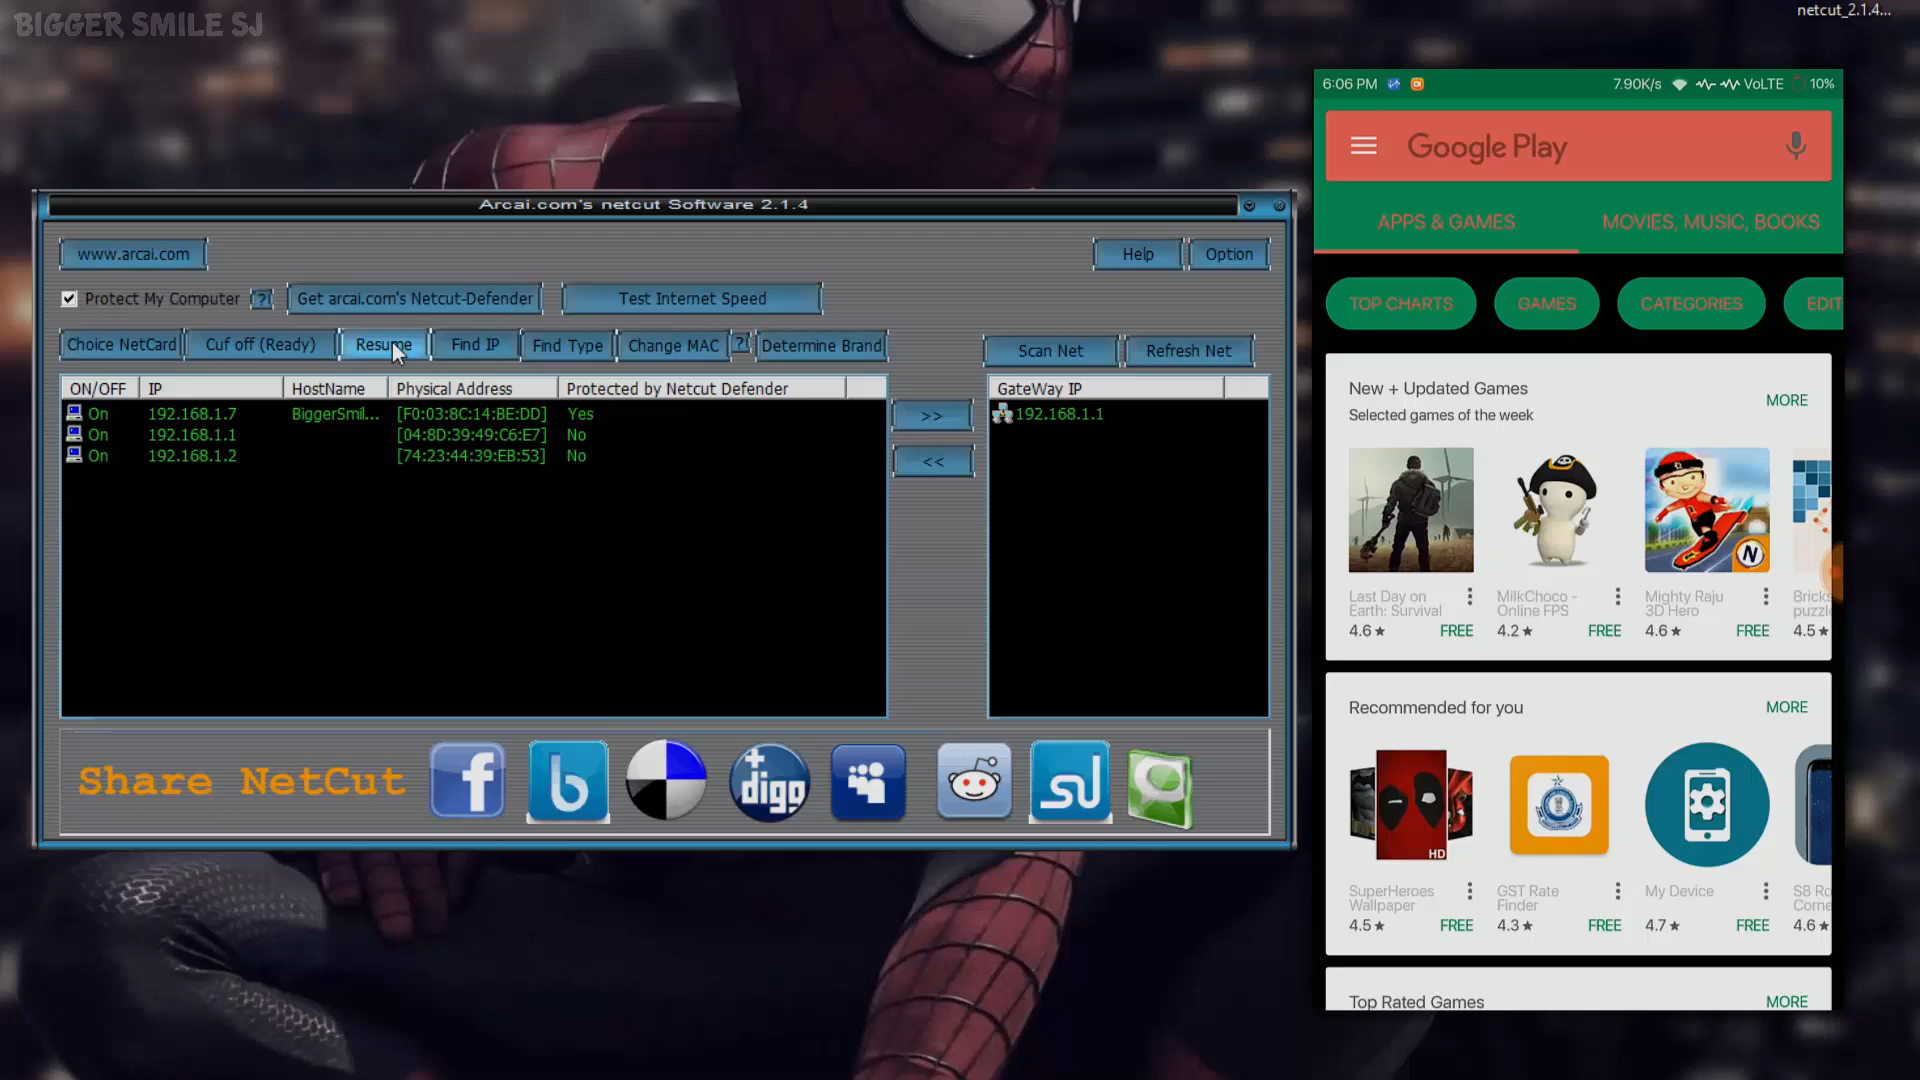 BIGGER SMILE SJ
netcut_2.1.4...
Arcai.com's netcut Software 2.1.4
www.arcai.com
Help
Option
Protect My Computer
?
Get arcai.com's Netcut-Defender
Test Internet Speed
Choice NetCard
Cuf off (Ready)
Resume
Find IP
Find Type
Change MAC
?
Determine Brand
Scan Net
Refresh Net
ON/OFF IP HostName Physical Address Protected by Netcut Defender
On 192.168.1.7 BiggerSmil... [F0:03:8C:14:BE:DD] Yes
On 192.168.1.1 [04:8D:39:49:C6:E7] No
On 192.168.1.2 [74:23:44:39:EB:53] No
>>
<<
GateWay IP
192.168.1.1
Share NetCut
f
b
+
digg
6:06 PM
7.90K/s VoLTE 10%
Google Play
APPS & GAMES
MOVIES, MUSIC, BOOKS
TOP CHARTS
GAMES
CATEGORIES
EDIT
New + Updated Games
Selected games of the week
MORE
N
Last Day on
Earth: Survival
4.6★ FREE
MilkChoco -
Online FPS
4.2★ FREE
Mighty Raju
3D Hero
4.6★ FREE
Bricks
puzzl
4.5★
Recommended for you
MORE
HD
SuperHeroes
Wallpaper
4.5★ FREE
GST Rate
Finder
4.3★ FREE
My Device
4.7★ FREE
S8 Ro
Corne
4.6★
Top Rated Games
MORE